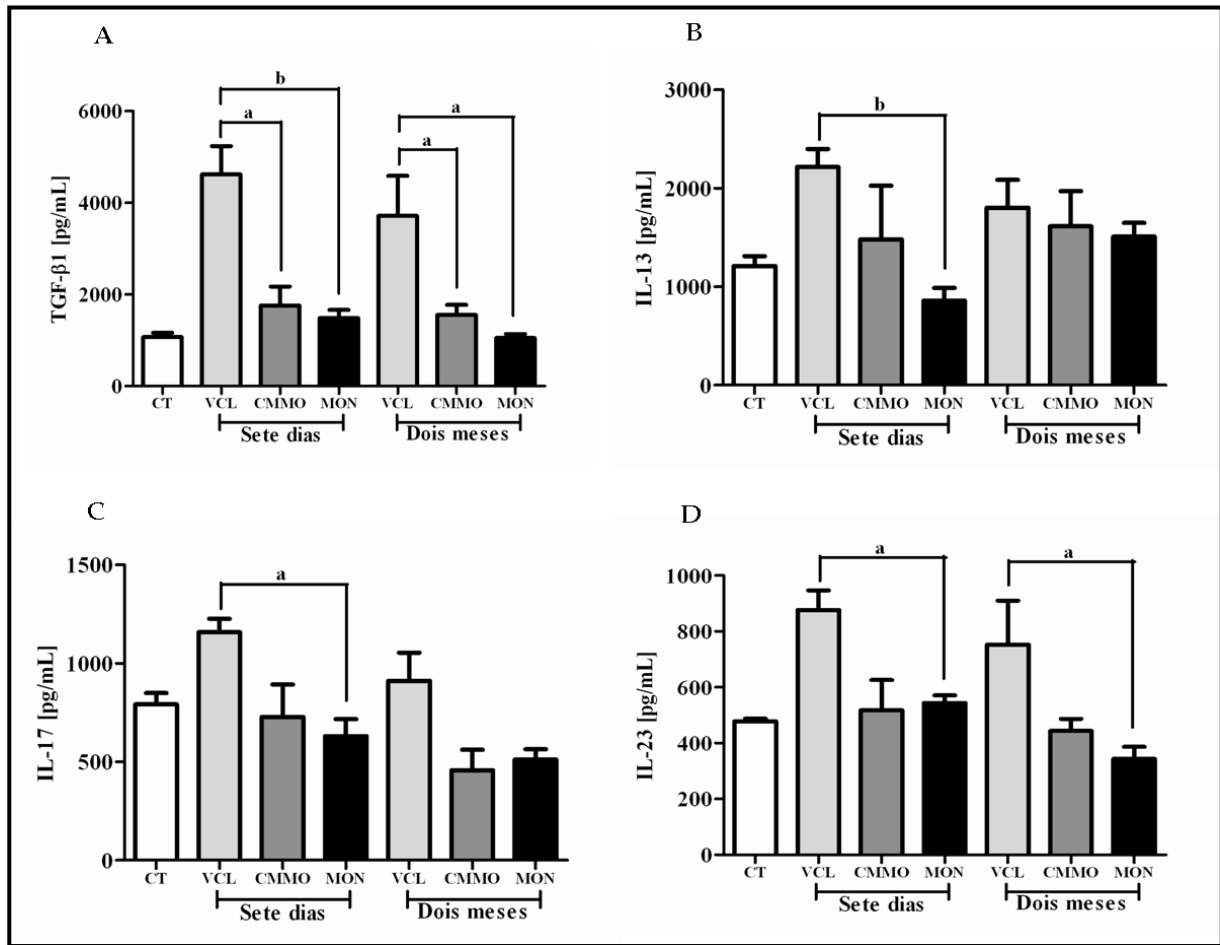 A
TGF-β1 [pg/mL]
6000
4000
2000
0
b
a
a
a
CT VCL CMMO MON VCL CMMO MON
Sete dias Dois meses
B
IL-13 [pg/mL]
3000
2000
1000
0
b
CT VCL CMMO MON VCL CMMO MON
Sete dias Dois meses
C
IL-17 [pg/mL]
1500
1000
500
0
a
CT VCL CMMO MON VCL CMMO MON
Sete dias Dois meses
D
IL-23 [pg/mL]
1000
800
600
400
200
0
a
a
CT VCL CMMO MON VCL CMMO MON
Sete dias Dois meses